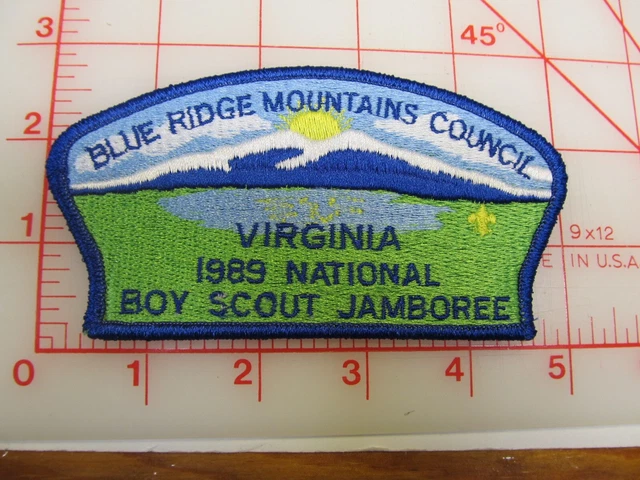 3
45°
BLUE RIDGE MOUNTAINS COUNCIL
2
VIRGINIA
1
9 x 12
1989 NATIONAL
E IN U.S.A
BOY SCOUT JAMBOREE
0 1 2 3 4 5